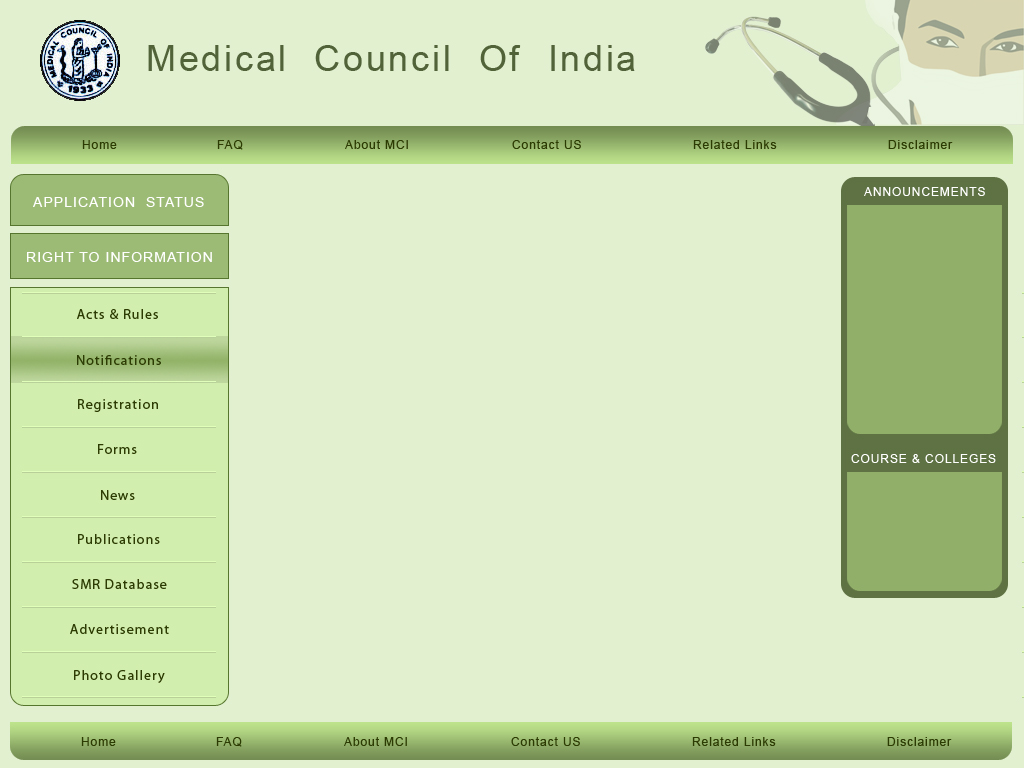 MEDICAL COUNCIL OF INDIA
1933
Medical Council Of India
Home FAQ About MCI Contact US Related Links Disclaimer
APPLICATION STATUS
RIGHT TO INFORMATION
Acts & Rules
Notifications
Registration
Forms
News
Publications
SMR Database
Advertisement
Photo Gallery
ANNOUNCEMENTS
COURSE & COLLEGES
Home FAQ About MCI Contact US Related Links Disclaimer